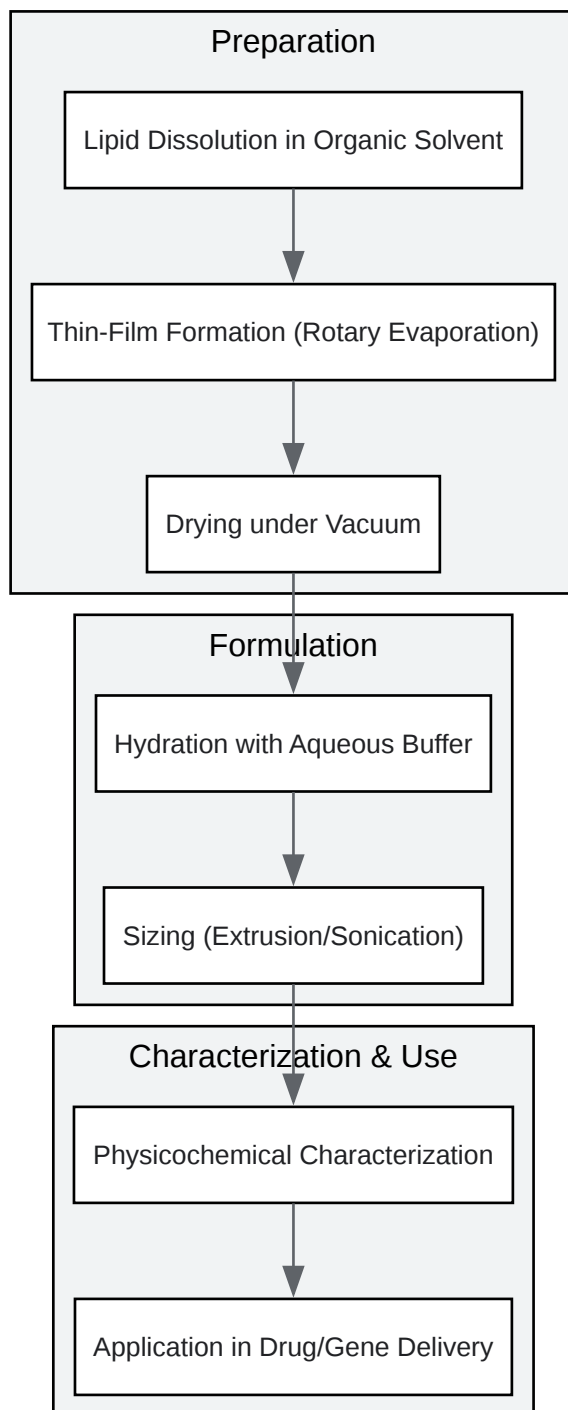 Preparation
Lipid Dissolution in Organic Solvent
Thin-Film Formation (Rotary Evaporation)
Drying under Vacuum
Formulation
Hydration with Aqueous Buffer
Sizing (Extrusion/Sonication)
Characterization & Use
Physicochemical Characterization
Application in Drug/Gene Delivery